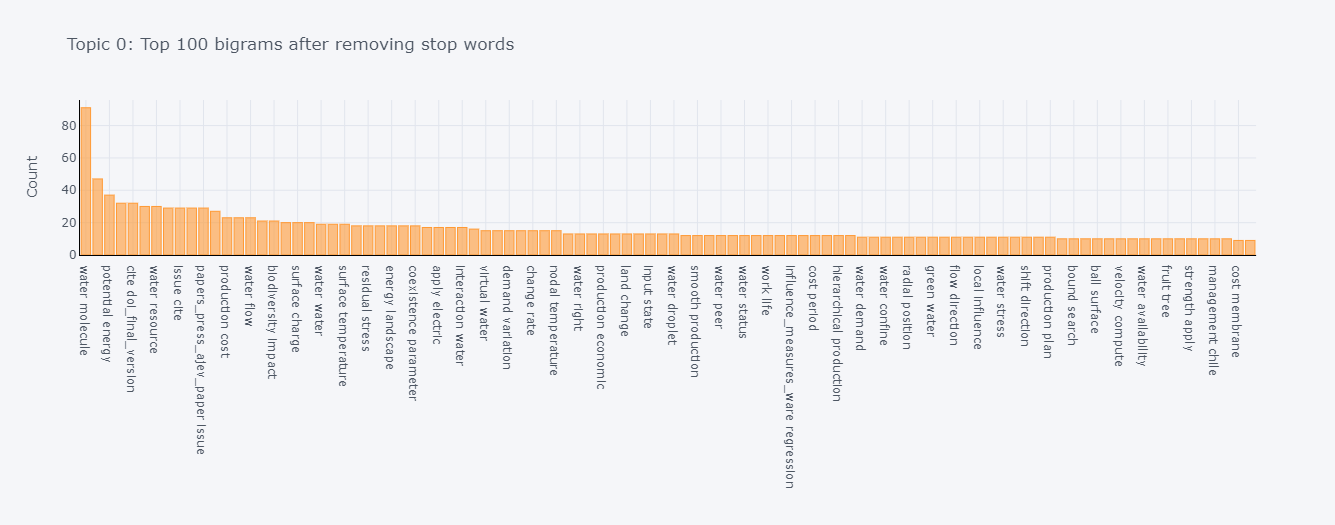 Topic 0: Top 100 bigrams after removing stop words
Count
80
60
40
20
0
water molecule
potential energy
cite doi_final_version
water resource
issue cite
papers_press_ajev_paper issue
production cost
water flow
biodiversity impact
surface charge
water water
surface temperature
residual stress
energy landscape
coexistence parameter
apply electric
interaction water
virtual water
demand variation
change rate
nodal temperature
water right
production economic
land change
input state
water droplet
smooth production
water peer
water status
work life
influence_measures_ware regression
cost period
hierarchical production
water demand
water confine
radial position
green water
flow direction
local influence
water stress
shift direction
production plan
bound search
ball surface
velocity compute
water availability
fruit tree
strength apply
management chile
cost membrane